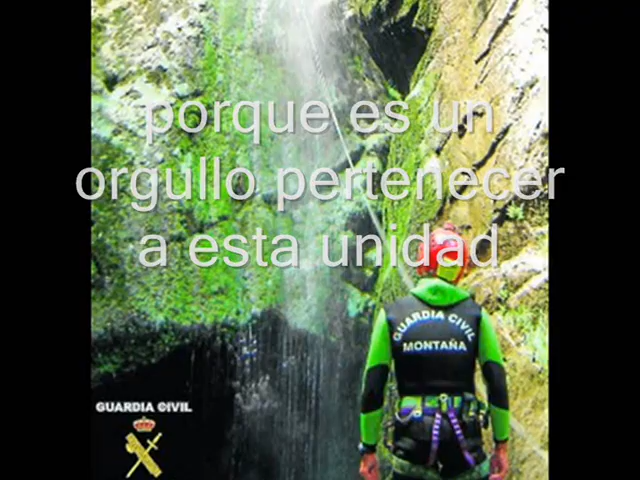 porque es un
orgullo pertenecer
a esta unidad
GUARDIA CIVIL
MONTAÑA
GUARDIA CIVIL